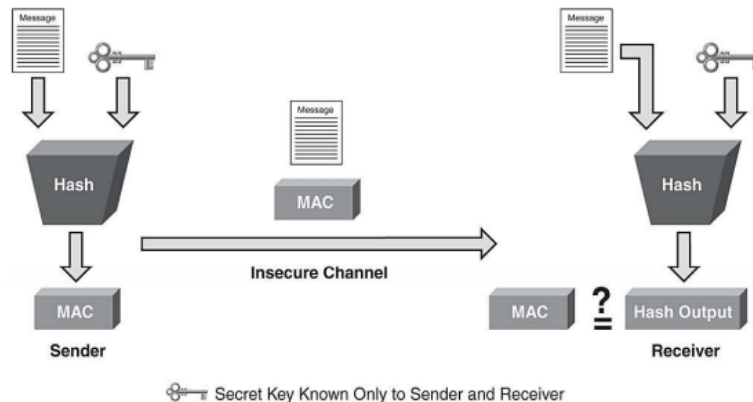 Message
Message
Message
Hash
MAC
Hash
Insecure Channel
MAC
MAC
?
=
Hash Output
Sender
Receiver
Secret Key Known Only to Sender and Receiver